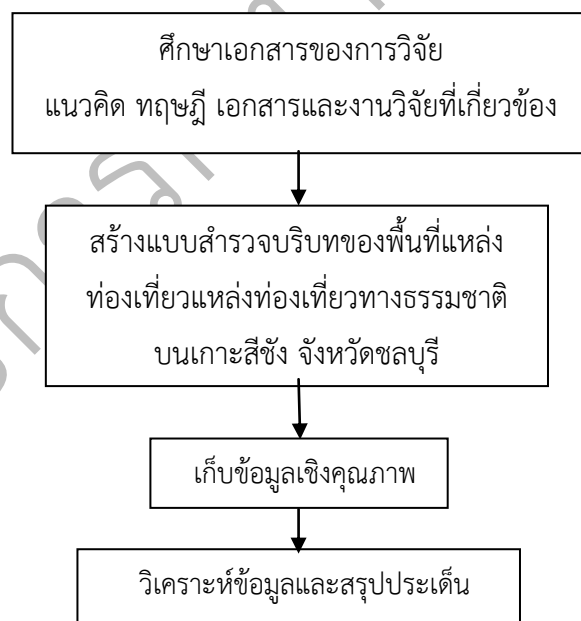 ศึกษาเอกสารของการวิจัย
แนวคิด ทฤษฎี เอกสารและงานวิจัยที่เกี่ยวข้อง
สร้างแบบสำรวจบริบทของพื้นที่แหล่ง
ท่องเที่ยวแหล่งท่องเที่ยวทางธรรมชาติ
บนเกาะสีชัง จังหวัดชลบุรี
เก็บข้อมูลเชิงคุณภาพ
วิเคราะห์ข้อมูลและสรุปประเด็น